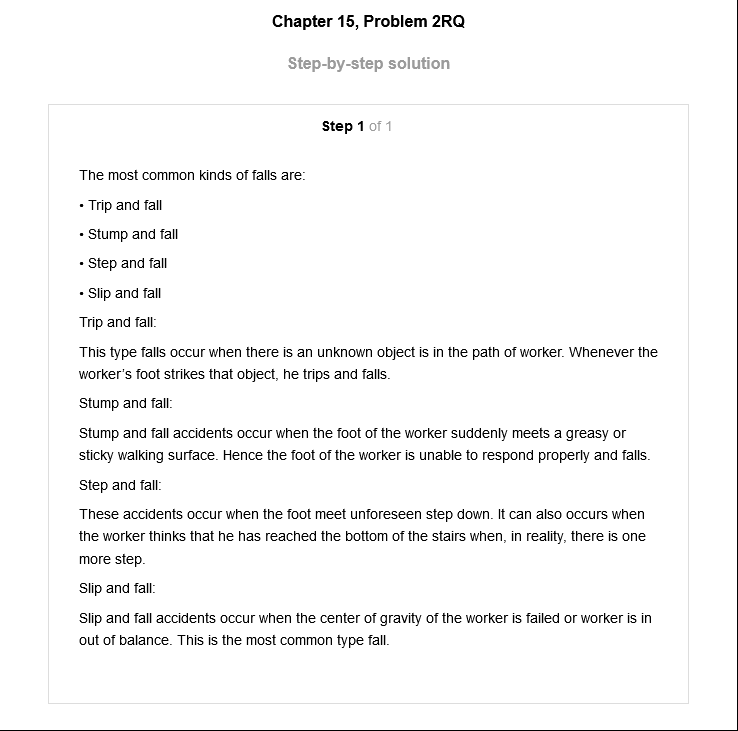 Chapter 15, Problem 2RQ
Step-by-step solution
Step 1 of 1
The most common kinds of falls are:
• Trip and fall
• Stump and fall
• Step and fall
• Slip and fall
Trip and fall:
This type falls occur when there is an unknown object is in the path of worker. Whenever the
worker’s foot strikes that object, he trips and falls.
Stump and fall:
Stump and fall accidents occur when the foot of the worker suddenly meets a greasy or
sticky walking surface. Hence the foot of the worker is unable to respond properly and falls.
Step and fall:
These accidents occur when the foot meet unforeseen step down. It can also occurs when
the worker thinks that he has reached the bottom of the stairs when, in reality, there is one
more step.
Slip and fall:
Slip and fall accidents occur when the center of gravity of the worker is failed or worker is in
out of balance. This is the most common type fall.